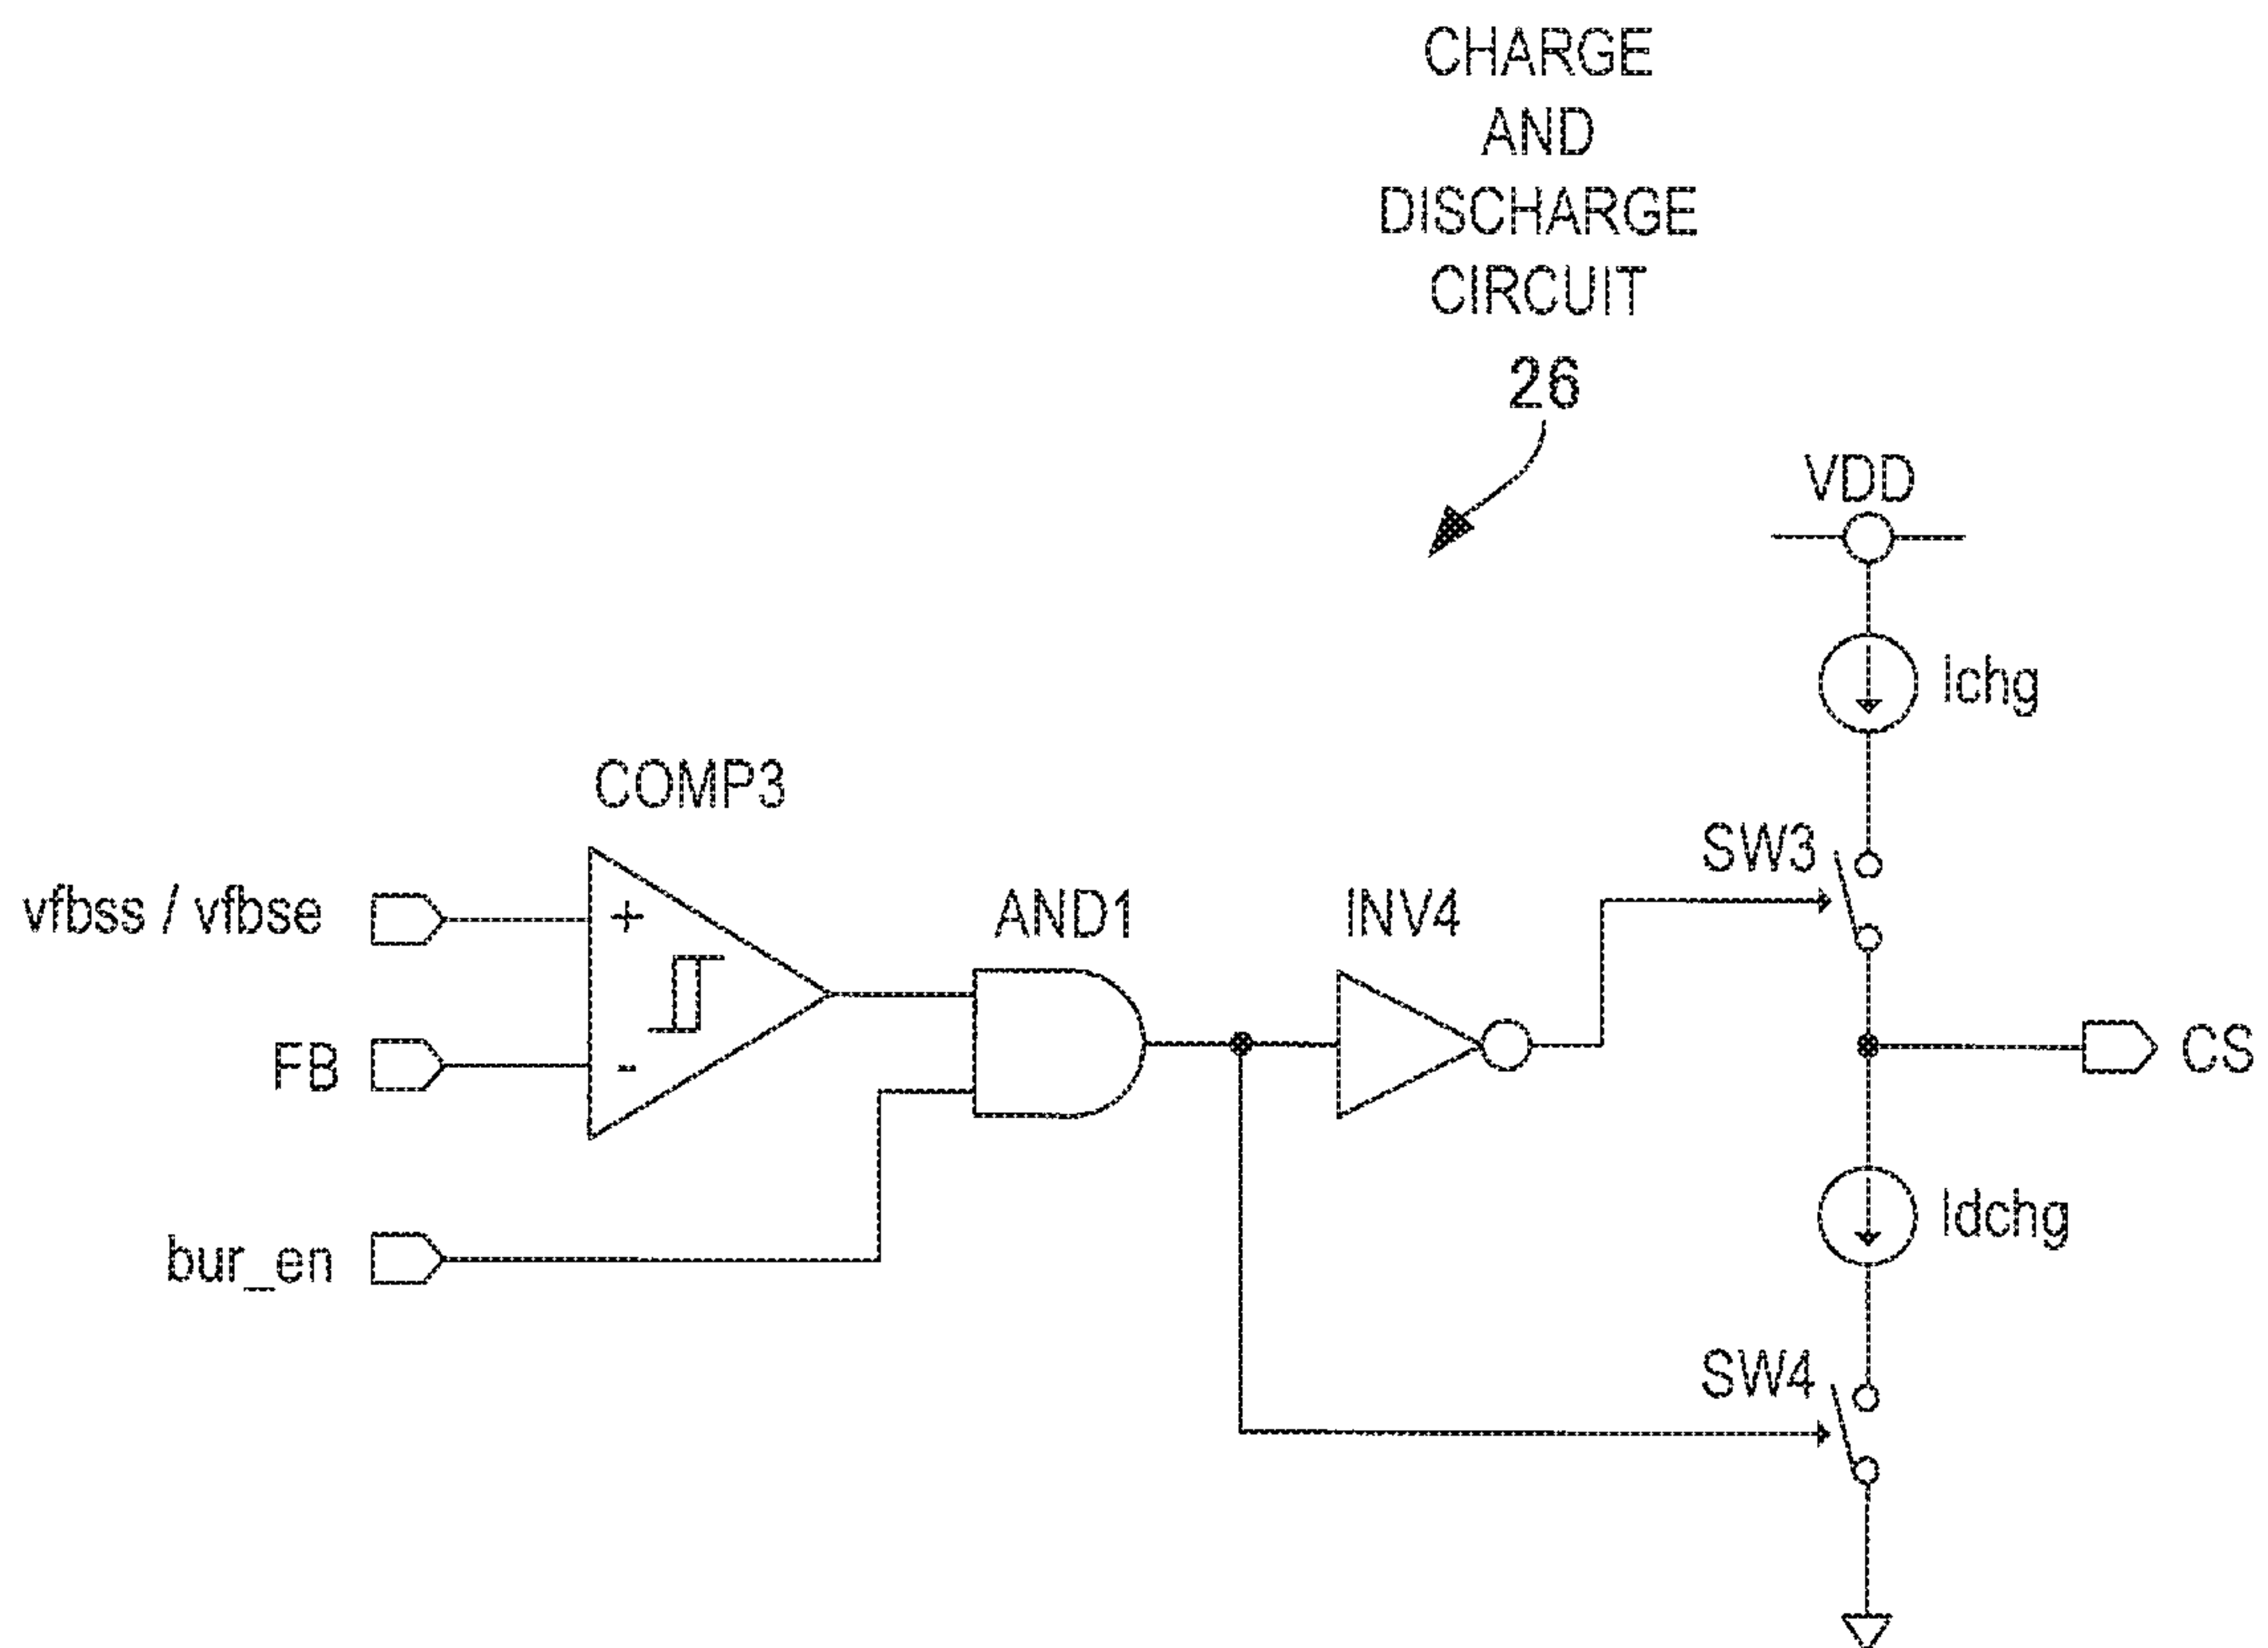 CHARGE
AND
DISCHARGE
CIRCUIT
26
VDD
Ichg
COMP3
SW3
vfbss / vfbse
+
AND1
INV4
FB
-
CS
bur_en
Idchg
SW4